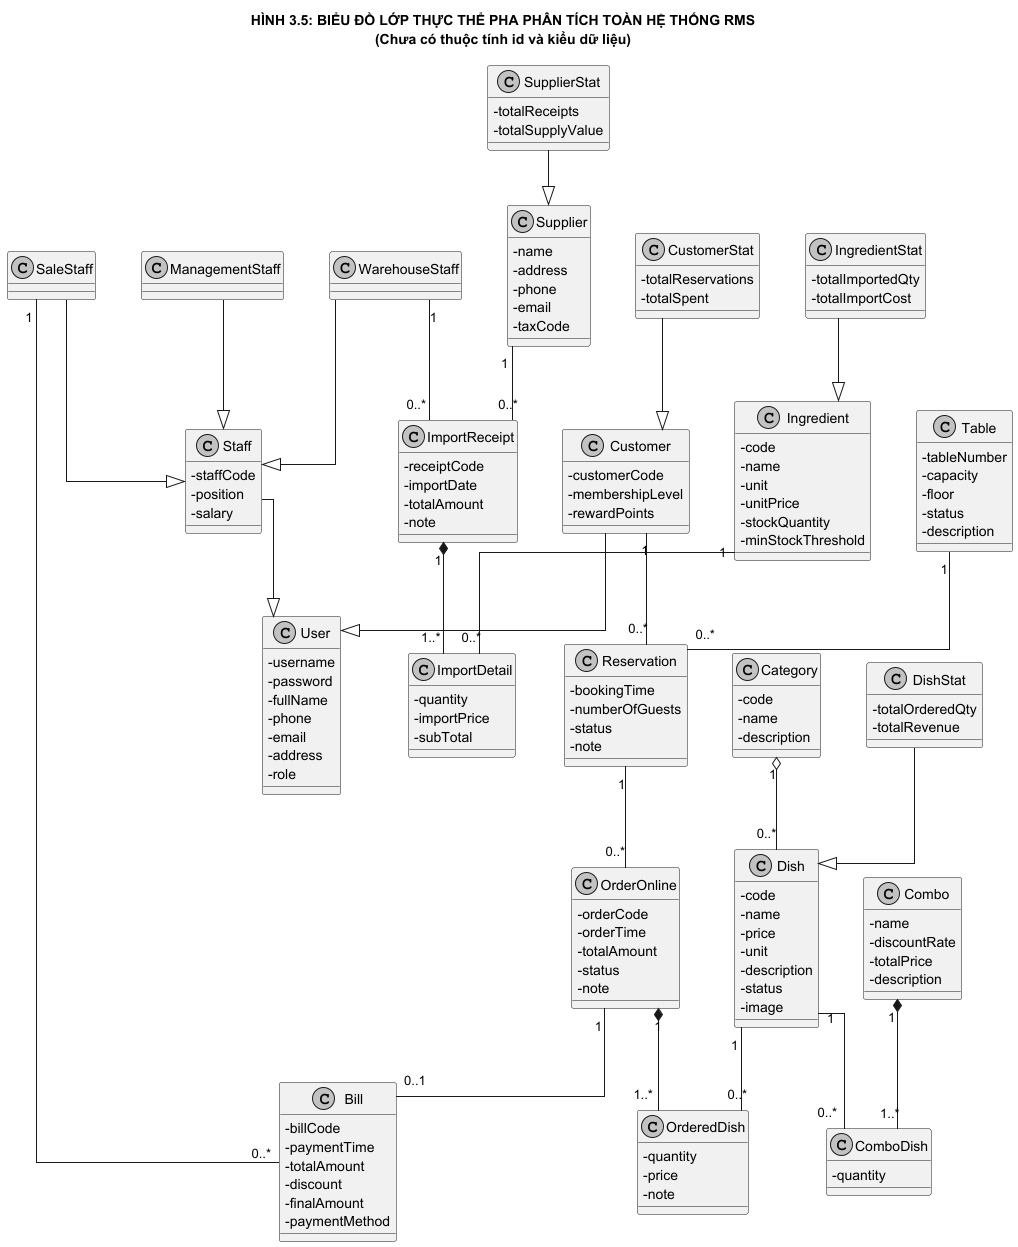 HÌNH 3.5: BIỂU ĐỒ LỚP THỰC THỂ PHA PHÂN TÍCH TOÀN HỆ THỐNG RMS
(Chưa có thuộc tính id và kiểu dữ liệu)
C SupplierStat
-totalReceipts
-totalSupplyValue
C Supplier
-name
-address
-phone
-email
-taxCode
C SaleStaff
C ManagementStaff
C WarehouseStaff
C CustomerStat
-totalReservations
-totalSpent
C IngredientStat
-totalImportedQty
-totalImportCost
1
1
1
0..*
0..*
C Staff
-staffCode
-position
-salary
C ImportReceipt
-receiptCode
-importDate
-totalAmount
-note
C Customer
-customerCode
-membershipLevel
-rewardPoints
C Ingredient
-code
-name
-unit
-unitPrice
-stockQuantity
-minStockThreshold
C Table
-tableNumber
-capacity
-floor
-status
-description
1
1
1
1
1..*
0..*
0..*
0..*
C User
-username
-password
-fullName
-phone
-email
-address
-role
C ImportDetail
-quantity
-importPrice
-subTotal
C Reservation
-bookingTime
-numberOfGuests
-status
-note
C Category
-code
-name
-description
C DishStat
-totalOrderedQty
-totalRevenue
1
1
0..*
0..*
C OrderOnline
-orderCode
-orderTime
-totalAmount
-status
-note
C Dish
-code
-name
-price
-unit
-description
-status
-image
C Combo
-name
-discountRate
-totalPrice
-description
1
1
1
1
1
0..1
1..*
0..*
0..*
1..*
0..*
C Bill
-billCode
-paymentTime
-totalAmount
-discount
-finalAmount
-paymentMethod
C OrderedDish
-quantity
-price
-note
C ComboDish
-quantity